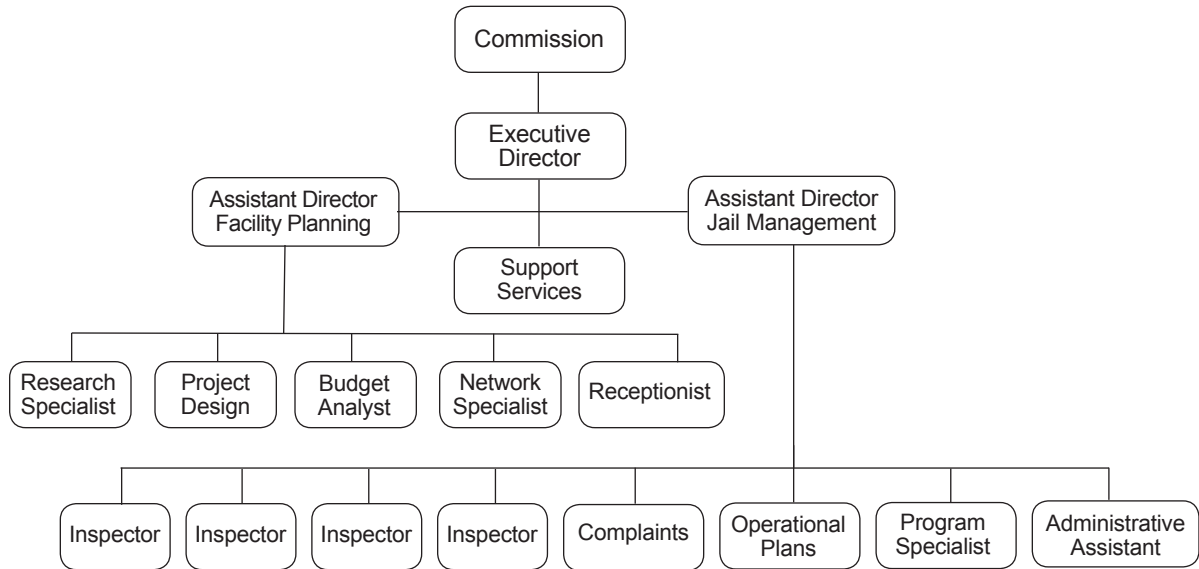 Commission
Executive
Director
Assistant Director
Facility Planning
Assistant Director
Jail Management
Support
Services
Research
Specialist
Project
Design
Budget
Analyst
Network
Specialist
Receptionist
Inspector
Inspector
Inspector
Inspector
Complaints
Operational
Plans
Program
Specialist
Administrative
Assistant